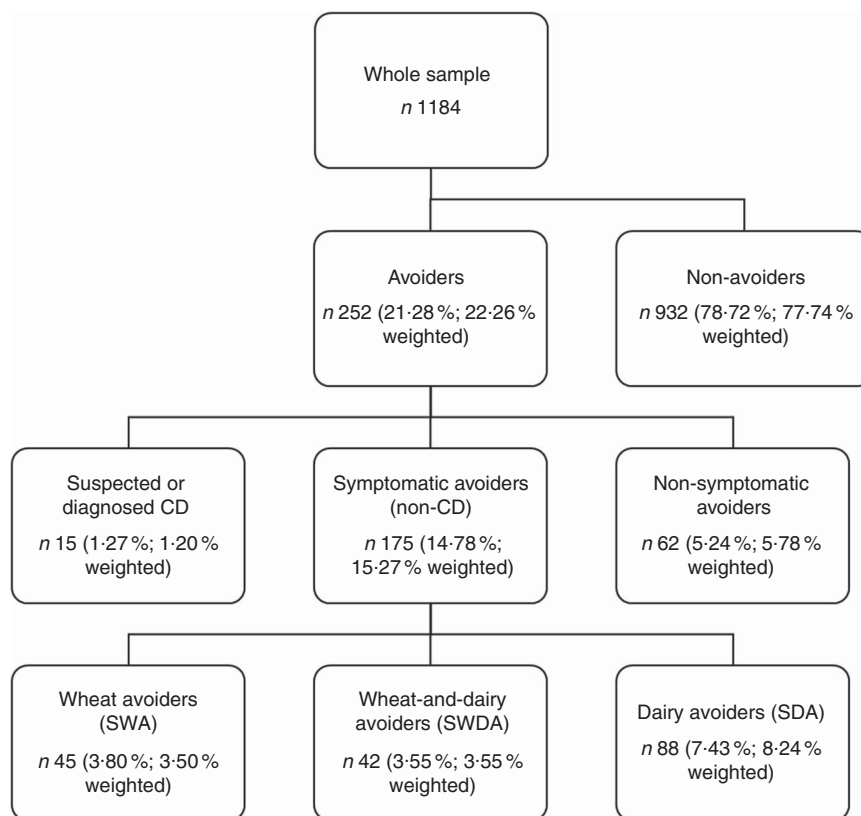 Whole sample
n 1184
Avoiders
n 252 (21·28 %; 22·26 %
weighted)
Non-avoiders
n 932 (78·72 %; 77·74 %
weighted)
Suspected or
diagnosed CD
n 15 (1·27 %; 1·20 %
weighted)
Symptomatic avoiders
(non-CD)
n 175 (14·78 %;
15·27 % weighted)
Non-symptomatic
avoiders
n 62 (5·24 %; 5·78 %
weighted)
Wheat avoiders
(SWA)
n 45 (3·80 %; 3·50 %
weighted)
Wheat-and-dairy
avoiders (SWDA)
n 42 (3·55 %; 3·55 %
weighted)
Dairy avoiders (SDA)
n 88 (7·43 %; 8·24 %
weighted)